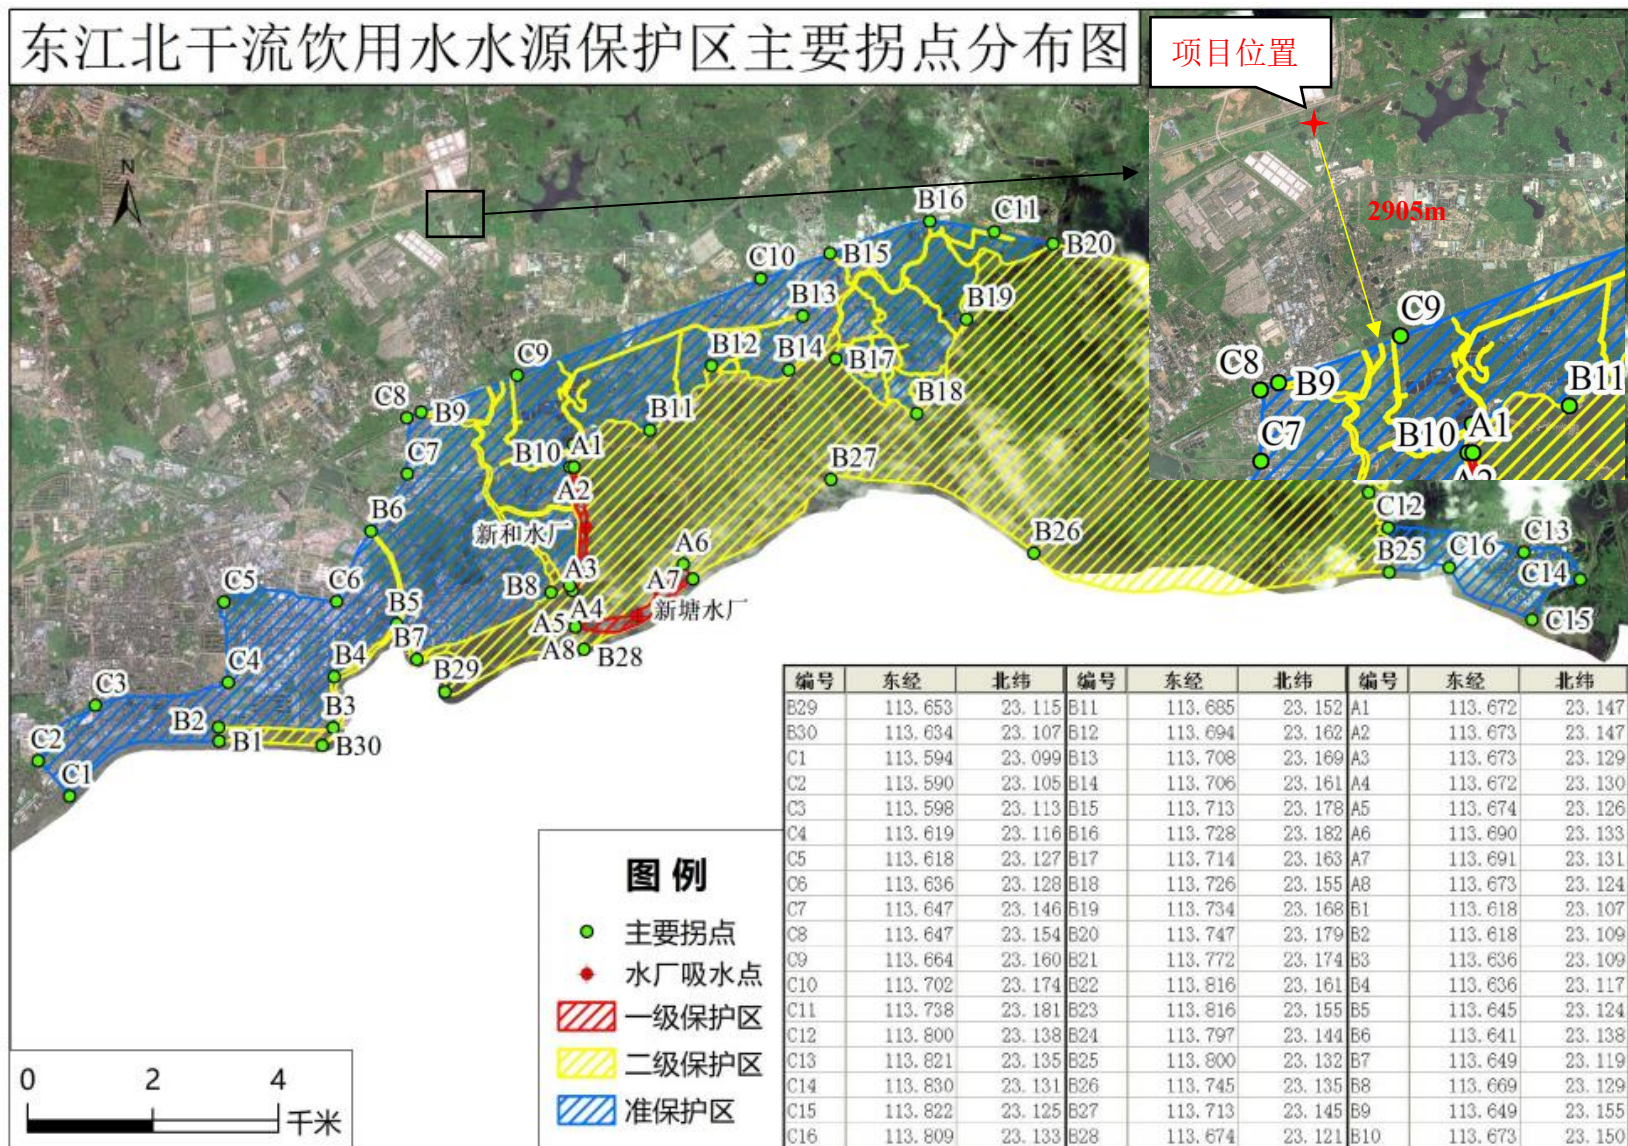 东江北干流饮用水水源保护区主要拐点分布图
项目位置
2905m
C9
C8
B9
B11
C7
B10
A1
A2
N
B16
C11
B20
C10
B15
B13
B19
C9
B12
B14
B17
C8
B9
B11
B18
C7
B10
A1
A2
B27
B6
新和水厂
A6
B26
C12
C13
C5
C6
B8
A3
A7
B25
C16
C14
B5
A4
新塘水厂
C15
B7
A5
C4
B4
B29
A8
B28
C3
B2
B3
C2
B1
B30
C1
图例
主要拐点
水厂吸水点
一级保护区
二级保护区
准保护区
0 2 4
千米
编号 东经 北纬 编号 东经 北纬 编号 东经 北纬
B29 113.653 23.115 B11 113.685 23.152 A1 113.672 23.147
B30 113.634 23.107 B12 113.694 23.162 A2 113.673 23.147
C1 113.594 23.099 B13 113.708 23.169 A3 113.673 23.129
C2 113.590 23.105 B14 113.706 23.161 A4 113.672 23.130
C3 113.598 23.113 B15 113.713 23.178 A5 113.674 23.126
C4 113.619 23.116 B16 113.728 23.182 A6 113.690 23.133
C5 113.618 23.127 B17 113.714 23.163 A7 113.691 23.131
C6 113.636 23.128 B18 113.726 23.155 A8 113.673 23.124
C7 113.647 23.146 B19 113.734 23.168 B1 113.618 23.107
C8 113.647 23.154 B20 113.747 23.179 B2 113.618 23.109
C9 113.664 23.160 B21 113.772 23.174 B3 113.636 23.109
C10 113.702 23.174 B22 113.816 23.161 B4 113.636 23.117
C11 113.738 23.181 B23 113.816 23.155 B5 113.645 23.124
C12 113.800 23.138 B24 113.797 23.144 B6 113.641 23.138
C13 113.821 23.135 B25 113.800 23.132 B7 113.649 23.119
C14 113.830 23.131 B26 113.745 23.135 B8 113.669 23.129
C15 113.822 23.125 B27 113.713 23.145 B9 113.649 23.155
C16 113.809 23.133 B28 113.674 23.121 B10 113.673 23.150